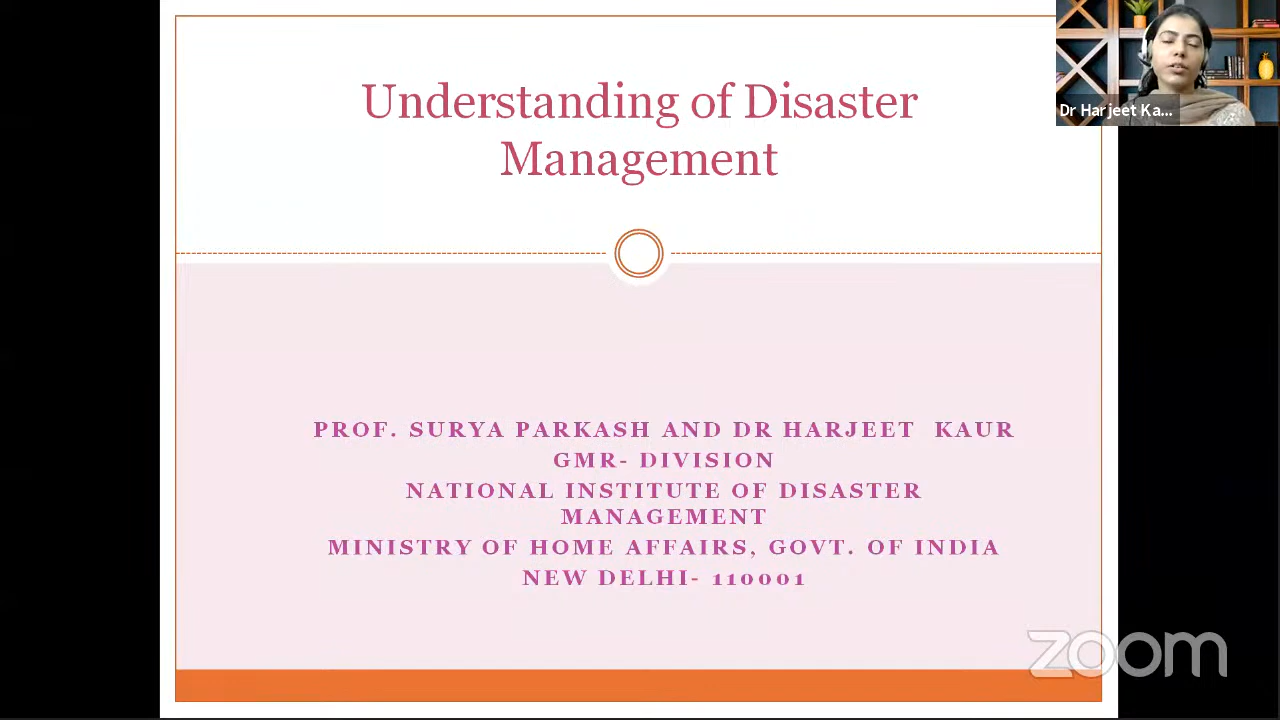 Understanding of Disaster
Management
Dr Harjeet Ka...
PROF. SURYA PARKASH AND DR HARJEET KAUR
GMR- DIVISION
NATIONAL INSTITUTE OF DISASTER
MANAGEMENT
MINISTRY OF HOME AFFAIRS, GOVT. OF INDIA
NEW DELHI- 110001
zoom